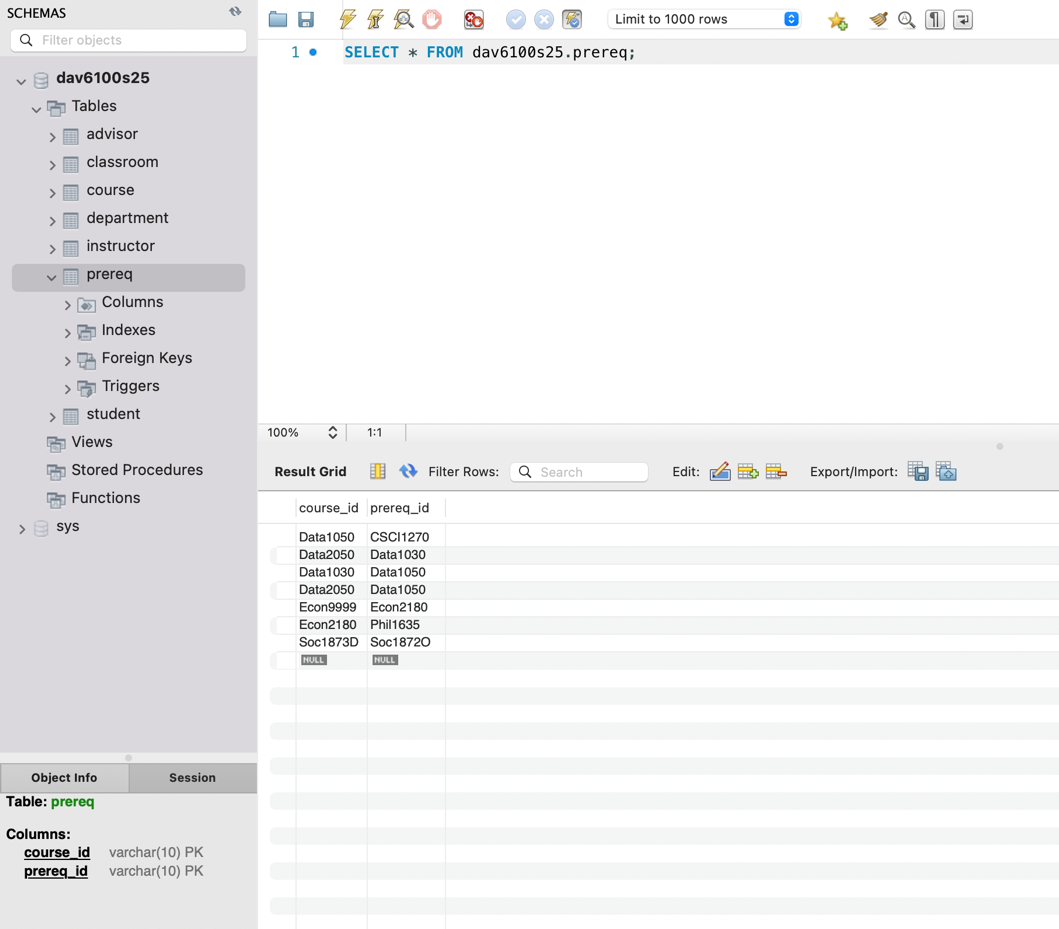 SCHEMAS
Filter objects
dav6100s25
Tables
advisor
classroom
course
department
instructor
prereq
Columns
Indexes
Foreign Keys
Triggers
student
Views
Stored Procedures
Functions
sys
Object Info Session
Table: prereq
Columns:
course_id varchar(10) PK
prereq_id varchar(10) PK
Limit to 1000 rows
1 SELECT * FROM dav6100s25.prereq;
100% 1:1
Result Grid Filter Rows: Search Edit: Export/Import:
course_id prereq_id
Data1050 CSCI1270
Data2050 Data1030
Data1030 Data1050
Data2050 Data1050
Econ9999 Econ2180
Econ2180 Phil1635
Soc1873D Soc1872O
NULL NULL